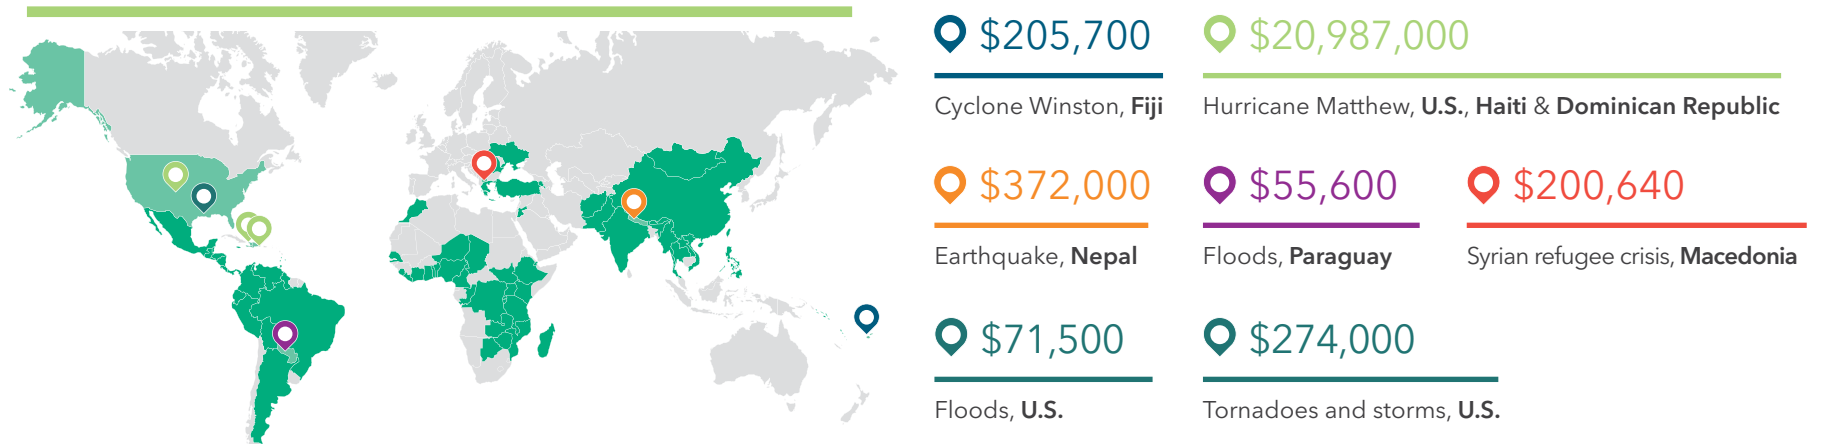 $205,700
Cyclone Winston, Fiji
$20,987,000
Hurricane Matthew, U.S., Haiti & Dominican Republic
$372,000
Earthquake, Nepal
$55,600
Floods, Paraguay
$200,640
Syrian refugee crisis, Macedonia
$71,500
Floods, U.S.
$274,000
Tornadoes and storms, U.S.